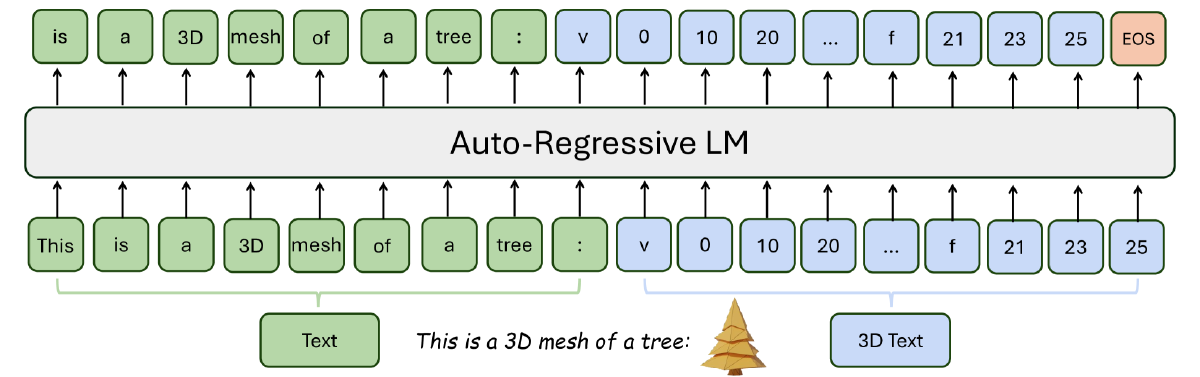 is a 3D mesh of a tree : v 0 10 20 ... f 21 23 25 EOS
Auto-Regressive LM
This is a 3D mesh of a tree : v 0 10 20 ... f 21 23 25
Text This is a 3D mesh of a tree: 3D Text